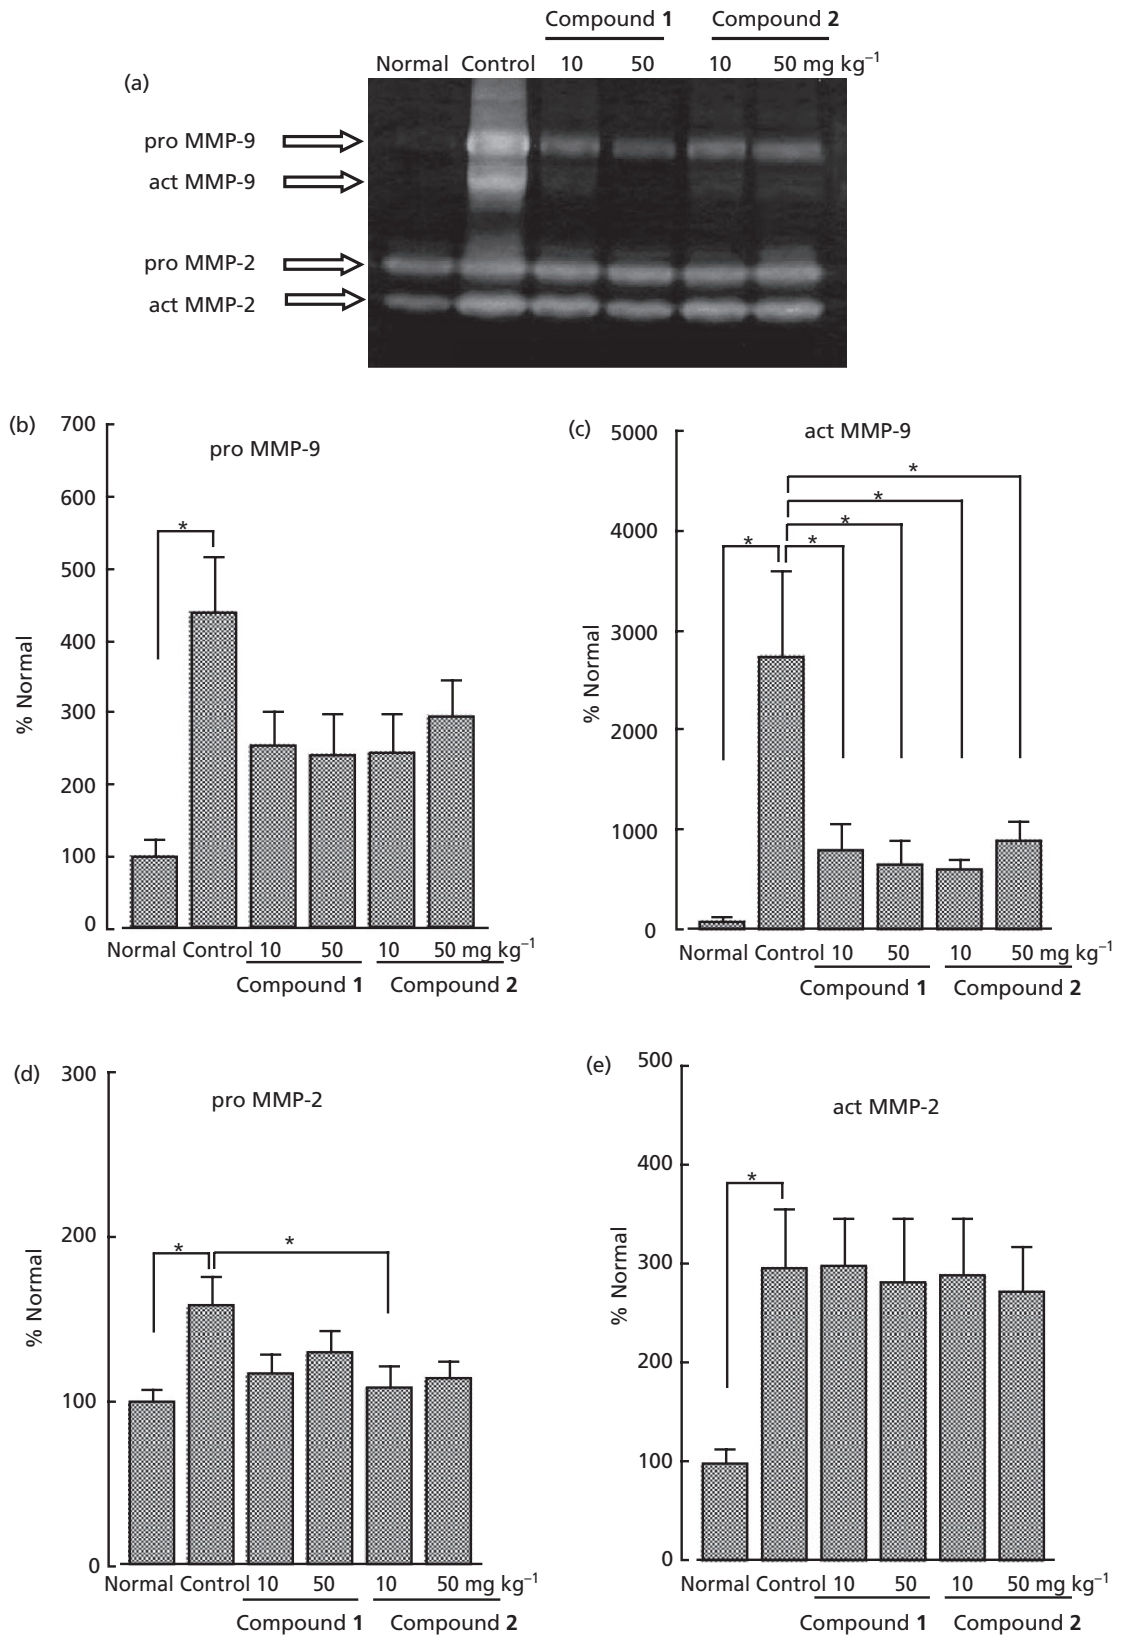 Compound 1 Compound 2
Normal Control 10 50 10 50 mg kg⁻¹
(a)
pro MMP-9
act MMP-9
pro MMP-2
act MMP-2
(b)
pro MMP-9
700
600
500
400
300
200
100
0
% Normal
*
Normal Control 10 50 10 50 mg kg⁻¹
Compound 1 Compound 2
(c)
act MMP-9
5000
4000
3000
2000
1000
0
% Normal
*
*
*
* *
Normal Control 10 50 10 50 mg kg⁻¹
Compound 1 Compound 2
(d)
pro MMP-2
300
200
100
0
% Normal
* *
Normal Control 10 50 10 50 mg kg⁻¹
Compound 1 Compound 2
(e)
act MMP-2
500
400
300
200
100
0
% Normal
*
Normal Control 10 50 10 50 mg kg⁻¹
Compound 1 Compound 2